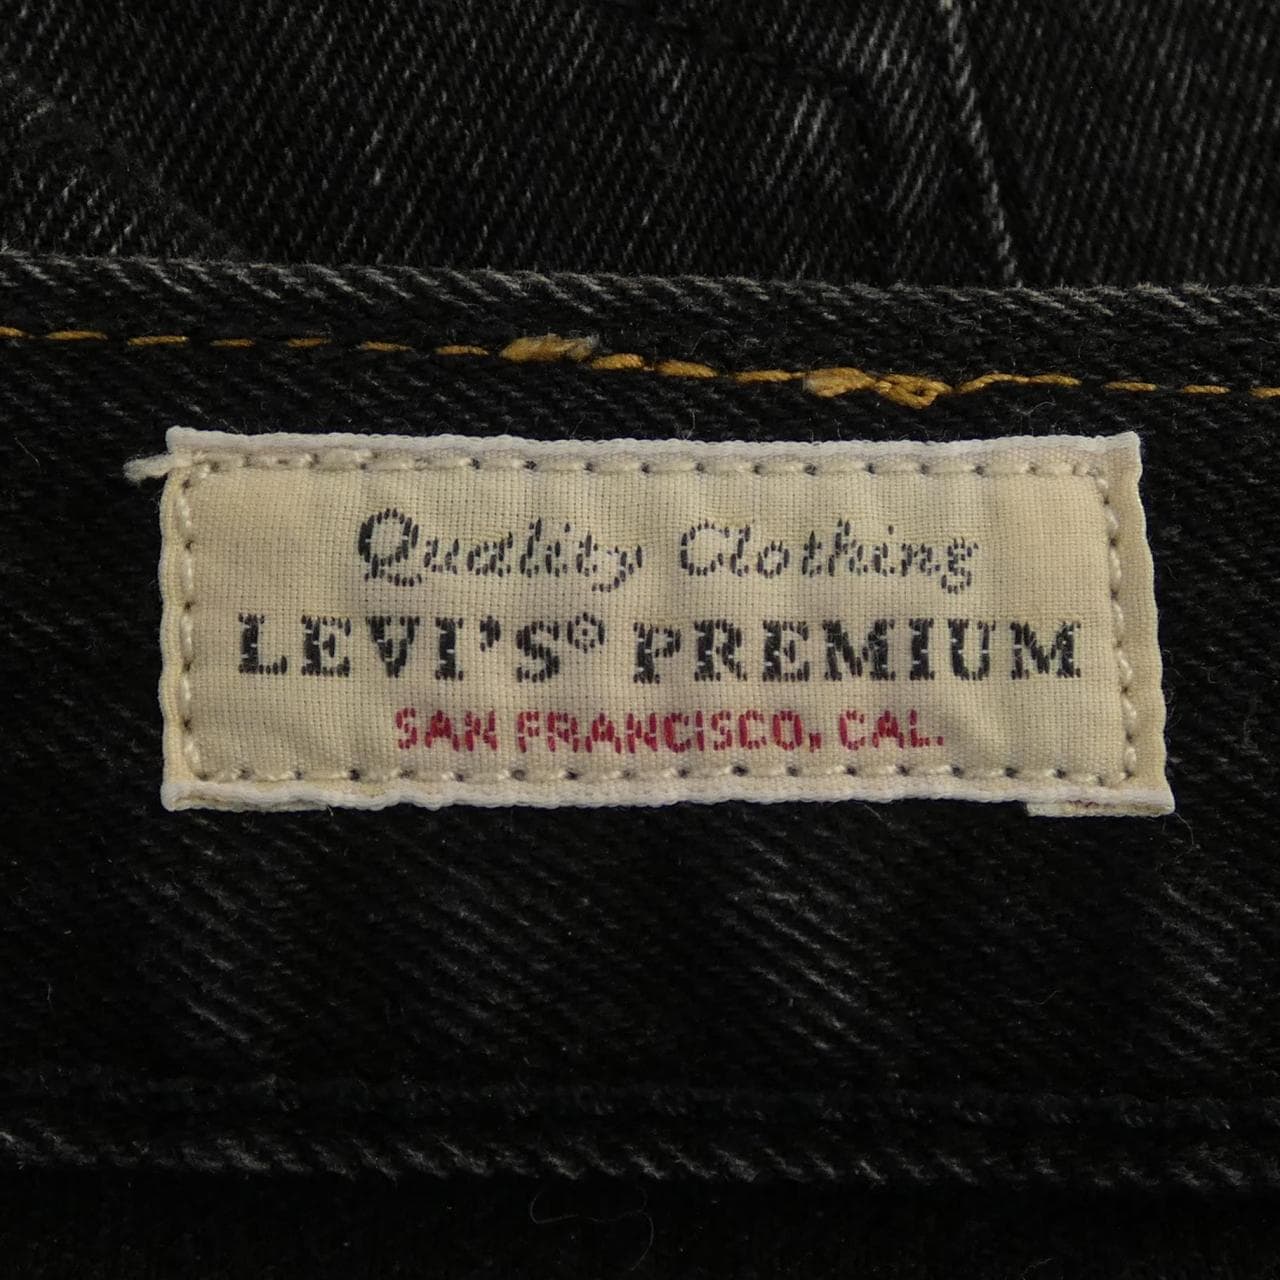 Quality Clothing
LEVI'S® PREMIUM
SAN FRANCISCO, CAL.